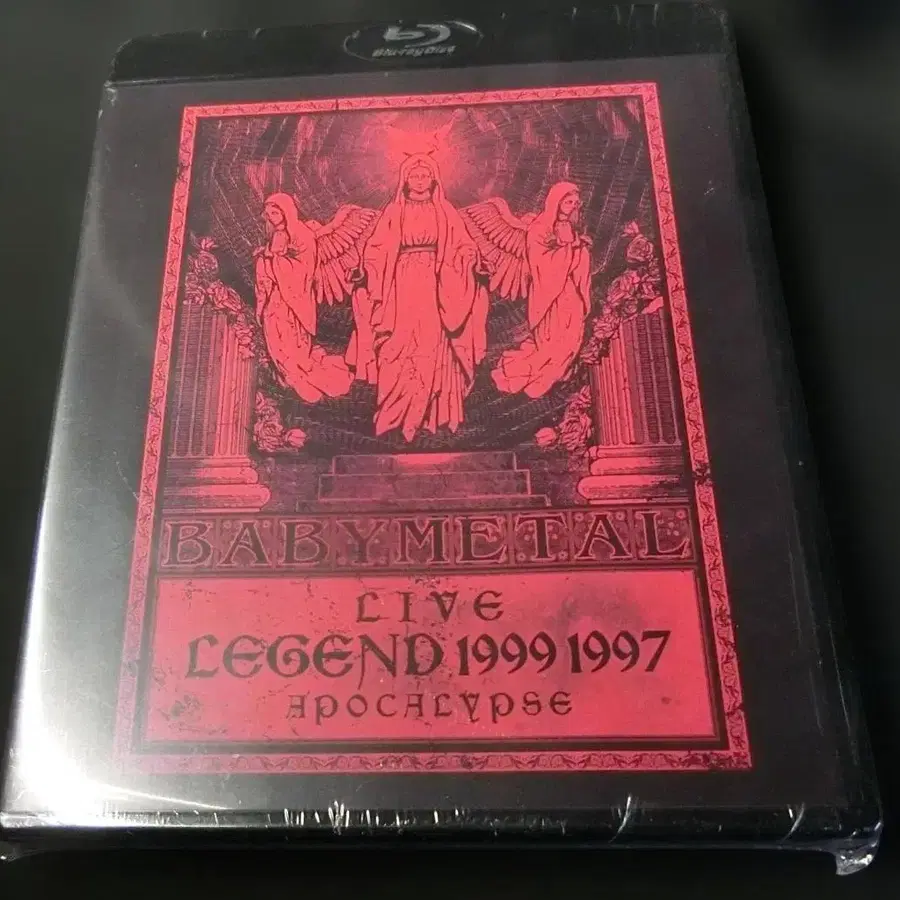 Blu-ray Disc
BABYMETAL
LIVE
LEGEND 1999 1997
APOCALYPSE